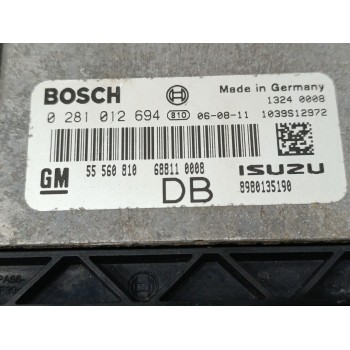 BOSCH Made in Germany
1324 0008
0 281 012 694 810 06-08-11 1039S12972
GM 55 560 810 68811 0008 ISUZU
DB 8980135190